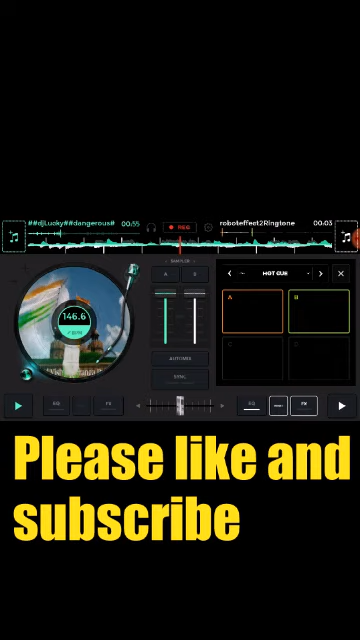 ##djLucky##dangerous# 00:55 REC roboteffect2Ringtone 00:03
SAMPLER
A B
HOT CUE
A B
C D
146.6
BPM
AUTOMIX
SYNC
EQ FX EQ FX
Please like and
subscribe